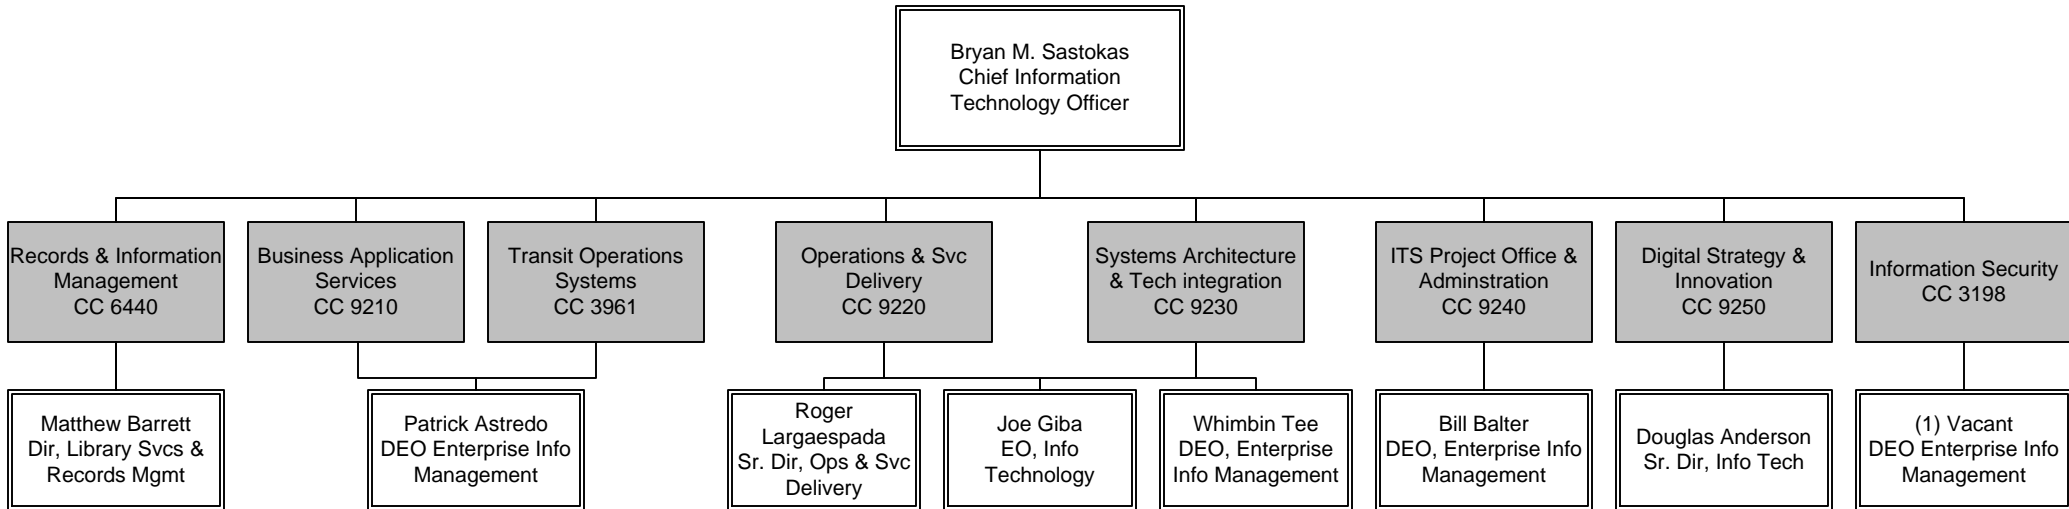 Bryan M. Sastokas
Chief Information
Technology Officer
Records & Information
Management
CC 6440
Business Application
Services
CC 9210
Transit Operations
Systems
CC 3961
Operations & Svc
Delivery
CC 9220
Systems Architecture
& Tech integration
CC 9230
ITS Project Office &
Adminstration
CC 9240
Digital Strategy &
Innovation
CC 9250
Information Security
CC 3198
Matthew Barrett
Dir, Library Svcs &
Records Mgmt
Patrick Astredo
DEO Enterprise Info
Management
Roger
Largaespada
Sr. Dir, Ops & Svc
Delivery
Joe Giba
EO, Info
Technology
Whimbin Tee
DEO, Enterprise
Info Management
Bill Balter
DEO, Enterprise Info
Management
Douglas Anderson
Sr. Dir, Info Tech
(1) Vacant
DEO Enterprise Info
Management